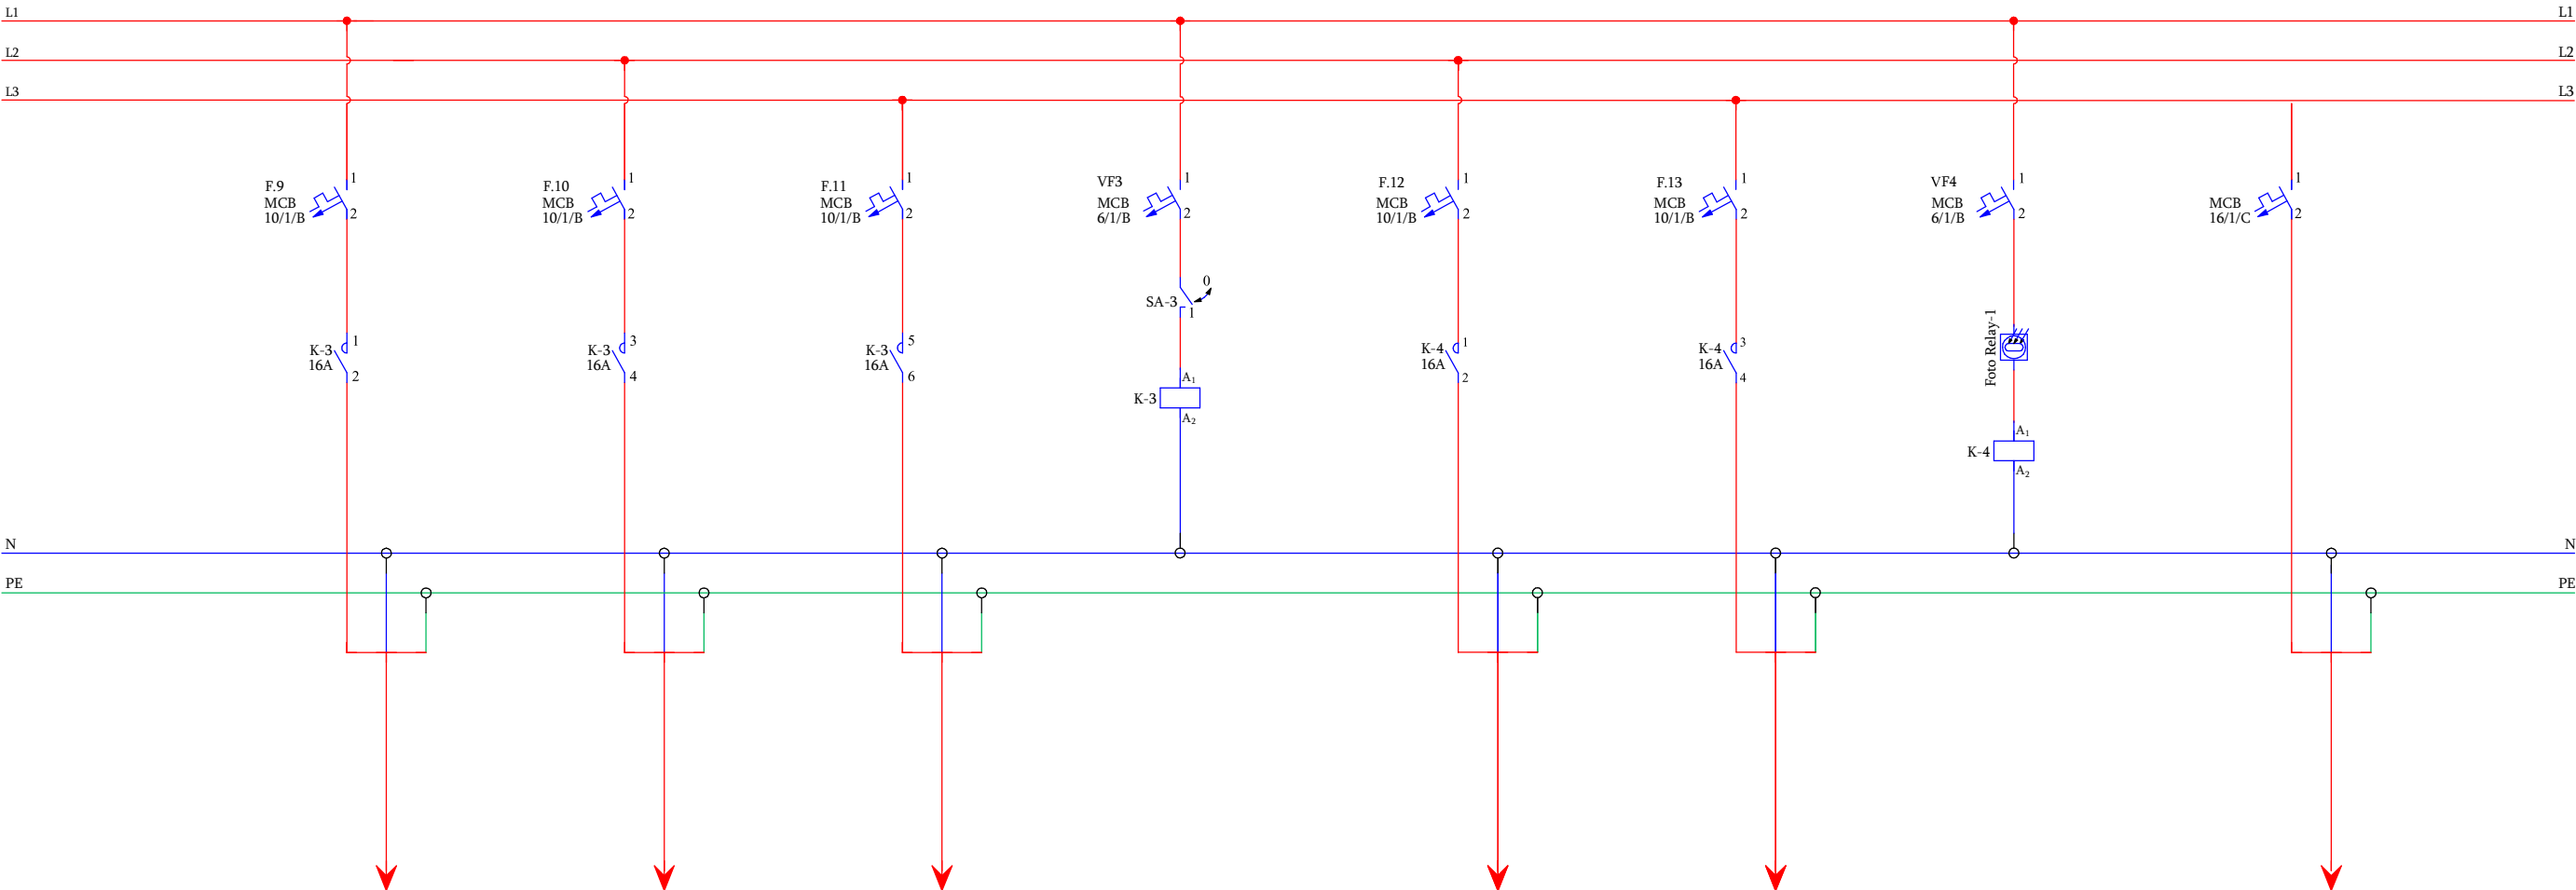 L1
L1
L2
L2
L3
L3
F.9
MCB
10/1/B
1
2
F.10
MCB
10/1/B
1
2
F.11
MCB
10/1/B
1
2
VF3
MCB
6/1/B
1
2
F.12
MCB
10/1/B
1
2
F.13
MCB
10/1/B
1
2
VF4
MCB
6/1/B
1
2
MCB
16/1/C
1
2
K-3
16A
1
2
K-3
16A
3
4
K-3
16A
5
6
SA-3
0
1
K-3
A1
A2
K-4
16A
1
2
K-4
16A
3
4
Foto Relay-1
K-4
A1
A2
N
N
PE
PE